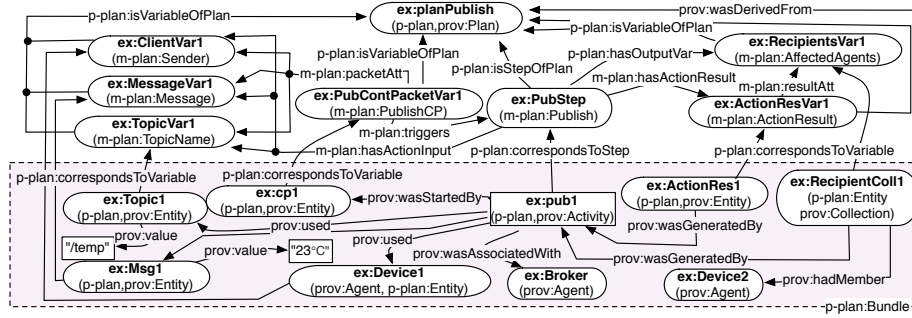 p-plan:isVariableOfPlan
ex:planPublish
(p-plan,prov:Plan)
prov:wasDerivedFrom
p-plan:isVariableOfPlan
ex:ClientVar1
(m-plan:Sender)
p-plan:isVariableOfPlan
p-plan:hasOutputVar
ex:RecipientsVar1
(m-plan:AffectedAgents)
p-plan:isStepOfPlan
m-plan:packetAtt
m-plan:hasActionResult
m-plan:resultAtt
ex:MessageVar1
(m-plan:Message)
ex:PubContPacketVar1
(m-plan:PublishCP)
ex:PubStep
(m-plan:Publish)
ex:ActionResVar1
(m-plan:ActionResult)
ex:TopicVar1
(m-plan:TopicName)
m-plan:triggers
m-plan:hasActionInput
p-plan:correspondsToStep
p-plan:correspondsToVariable
p-plan:correspondsToVariable
p-plan:correspondsToVariable
ex:Topic1
(p-plan,prov:Entity)
ex:cp1
(p-plan,prov:Entity)
prov:wasStartedBy
ex:pub1
(p-plan,prov:Activity)
ex:ActionRes1
(p-plan,prov:Entity)
ex:RecipientColl1
(p-plan:Entity
prov:Collection)
prov:used
prov:wasGeneratedBy
prov:value
"/temp"
prov:value
"23°C"
prov:used
prov:wasAssociatedWith
prov:wasGeneratedBy
ex:Msg1
(p-plan,prov:Entity)
ex:Device1
(prov:Agent, p-plan:Entity)
ex:Broker
(prov:Agent)
ex:Device2
(prov:Agent)
prov:hadMember
p-plan:Bundle